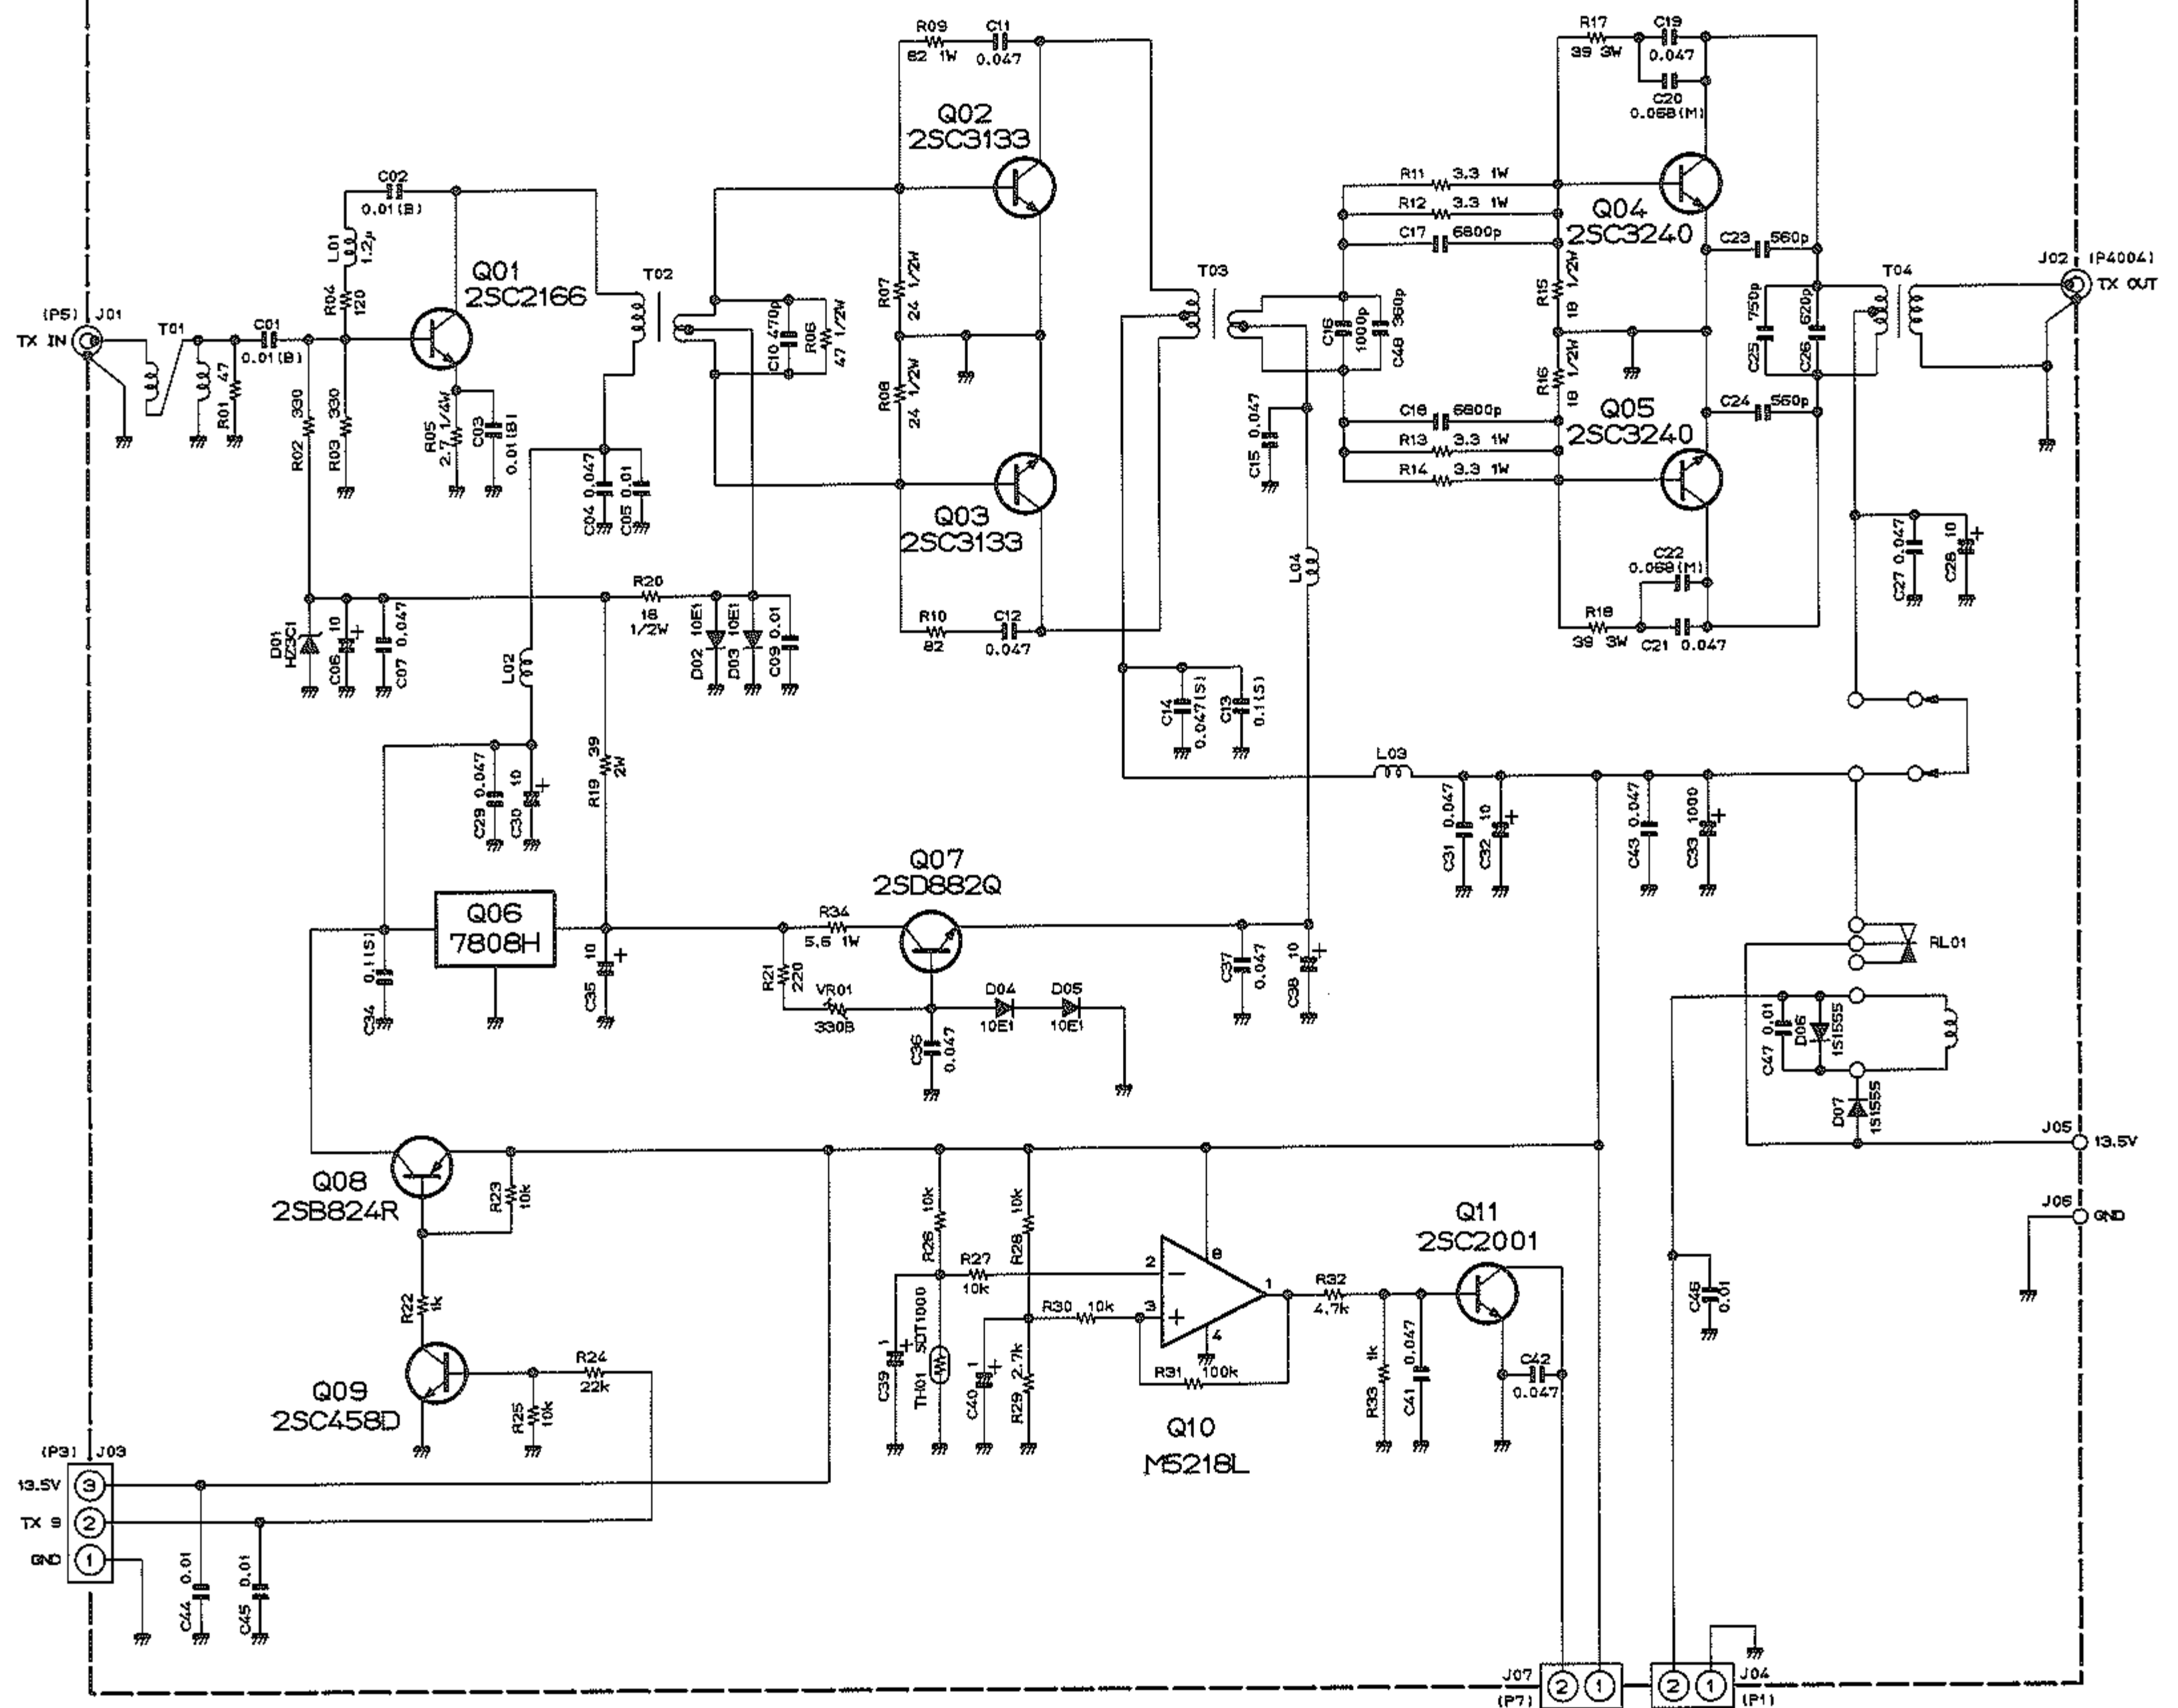 R09
82 1W
C11
0.047
Q02
2SC3133
R17
39 3W
C19
0.047
C20
0.068(M)
C02
0.01(B)
L01
1.2μ
R04
120
Q01
2SC2166
T02
R07
24 1/2W
T03
R11 3.3 1W
R12 3.3 1W
C17 6800p
Q04
2SC3240
R15
18 1/2W
C23 560p
T04
J02 (P4004)
TX OUT
(P5) J01
TX IN
T01
R01 47
C01
0.01(B)
R02 330
R03 330
R05
2.7 1/4W
C03
0.01(B)
C10 470p
R06
47 1/2W
R08
24 1/2W
C16
1000p
C48 360p
R16
18 1/2W
C25 750p
C26 620p
C18 6800p
R13 3.3 1W
R14 3.3 1W
Q05
2SC3240
C24 560p
C15 0.047
C04 0.047
C05 0.01
Q03
2SC3133
R10
82
C12
0.047
L04
C22
0.068(M)
R18
39 3W
C21 0.047
C27 0.047
C28 10
+
D01
HZ3C1
C06 10
+
C07 0.047
R20
18
1/2W
D02 10E1
D03 10E1
C09 0.01
L02
C14
0.047(S)
C13
0.1(S)
L03
C29 0.047
C30 10
+
R19 39
2W
C31 0.047
C32 10
+
C43 0.047
C33 1000
+
Q06
7808H
C34 0.1(S)
C35 10
+
R34
5.6 1W
Q07
2SD882Q
R21
220
VR01
330B
D04
10E1
D05
10E1
C36
0.047
C37
0.047
C38 10
+
RL01
C47 0.01
D06
1S1555
D07
1S1555
J05
13.5V
J06
GND
Q08
2SB824R
R23
10k
R22
1k
Q09
2SC458D
R24
22k
R25
10k
R26 10k
R27
10k
R28 10k
R30 10k
2
−
3
+
8
4
1
R31 100k
Q10
M5218L
C39 1
+
TH01 SDT1000
C40 1
+
R29 2.7k
R32
4.7k
R33 1k
C41 0.047
Q11
2SC2001
C42
0.047
C46
0.01
(P3) J03
13.5V 3
TX 9 2
GND 1
C44 0.01
C45 0.01
J07
(P7)
2 1
2 1
J04
(P1)